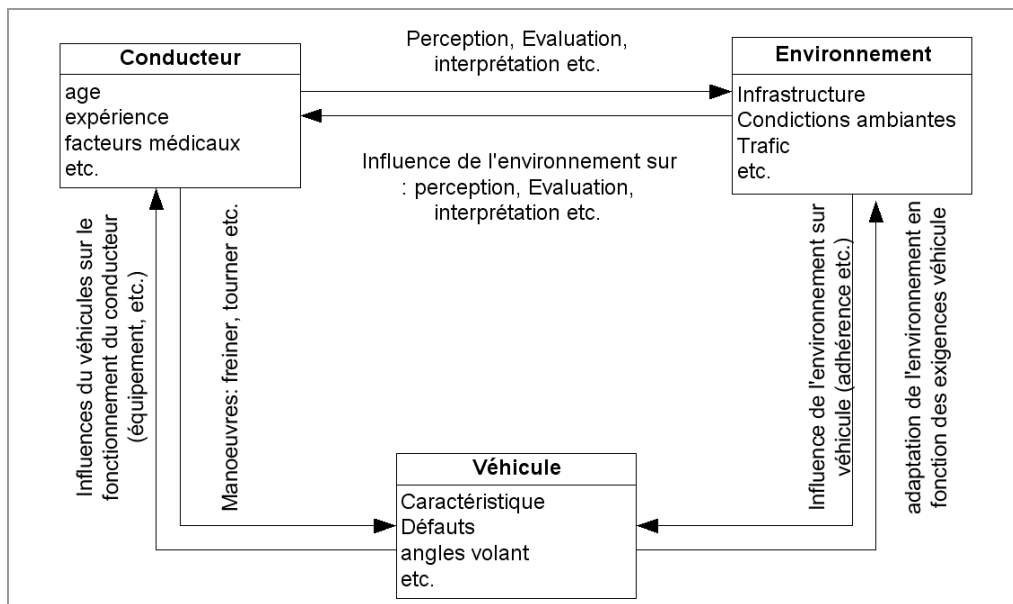 Conducteur
age
expérience
facteurs médicaux
etc.
Perception, Evaluation,
interprétation etc.
Environnement
Infrastructure
Condictions ambiantes
Trafic
etc.
Influence de l'environnement sur
: perception, Evaluation,
interprétation etc.
Influences du véhicules sur le
fonctionnement du conducteur
(équipement, etc.)
Manoeuvres: freiner, tourner etc.
Influence de l'environnement sur
véhicule (adhérence etc.)
adaptation de l'environnement en
fonction des exigences véhicule
Véhicule
Caractéristique
Défauts
angles volant
etc.